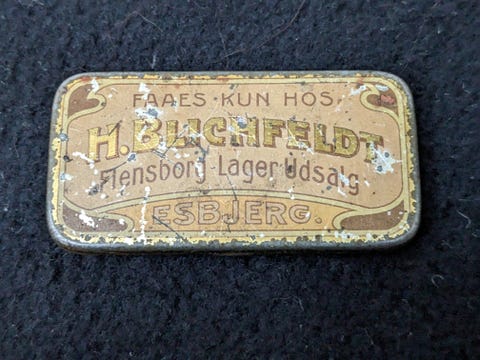 FAAES · KUN HOS.
H. BLICHFELDT
Flensborg - Lager Udsalg
ESBJERG.